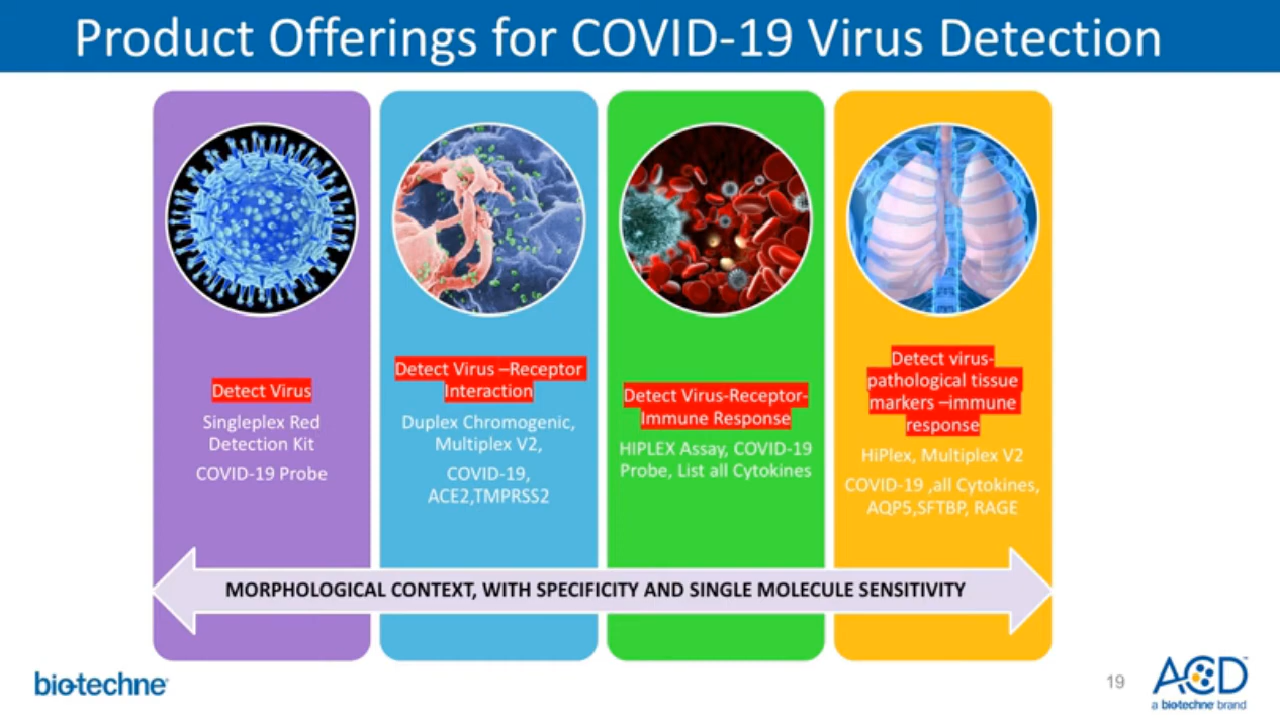 Product Offerings for COVID-19 Virus Detection
Detect Virus
Singleplex Red
Detection Kit
COVID-19 Probe
Detect Virus –Receptor
Interaction
Duplex Chromogenic,
Multiplex V2,
COVID-19,
ACE2,TMPRSS2
Detect Virus-Receptor-
Immune Response
HIPLEX Assay, COVID-19
Probe, List all Cytokines
Detect virus-
pathological tissue
markers –immune
response
HiPlex, Multiplex V2
COVID-19 ,all Cytokines,
AQP5,SFTBP, RAGE
MORPHOLOGICAL CONTEXT, WITH SPECIFICITY AND SINGLE MOLECULE SENSITIVITY
bio-techne
19
ACD
a bio-techne brand